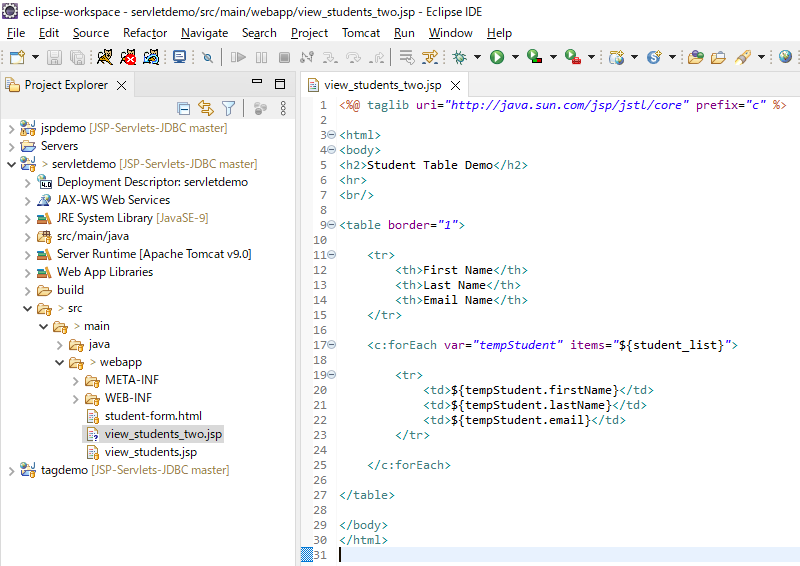 eclipse-workspace - servletdemo/src/main/webapp/view_students_two.jsp - Eclipse IDE
File Edit Source Refactor Navigate Search Project Tomcat Run Window Help
Project Explorer
jspdemo [JSP-Servlets-JDBC master]
Servers
> servletdemo [JSP-Servlets-JDBC master]
4.0 Deployment Descriptor: servletdemo
JAX-WS Web Services
JRE System Library [JavaSE-9]
src/main/java
Server Runtime [Apache Tomcat v9.0]
Web App Libraries
build
> src
> main
java
> webapp
META-INF
WEB-INF
student-form.html
view_students_two.jsp
view_students.jsp
tagdemo [JSP-Servlets-JDBC master]
view_students_two.jsp
1 <%@ taglib uri="http://java.sun.com/jsp/jstl/core" prefix="c" %>
2
3 <html>
4 <body>
5 <h2>Student Table Demo</h2>
6 <hr>
7 <br/>
8
9 <table border="1">
10
11 <tr>
12 <th>First Name</th>
13 <th>Last Name</th>
14 <th>Email Name</th>
15 </tr>
16
17 <c:forEach var="tempStudent" items="${student_list}">
18
19 <tr>
20 <td>${tempStudent.firstName}</td>
21 <td>${tempStudent.lastName}</td>
22 <td>${tempStudent.email}</td>
23 </tr>
24
25 </c:forEach>
26
27 </table>
28
29 </body>
30 </html>
31